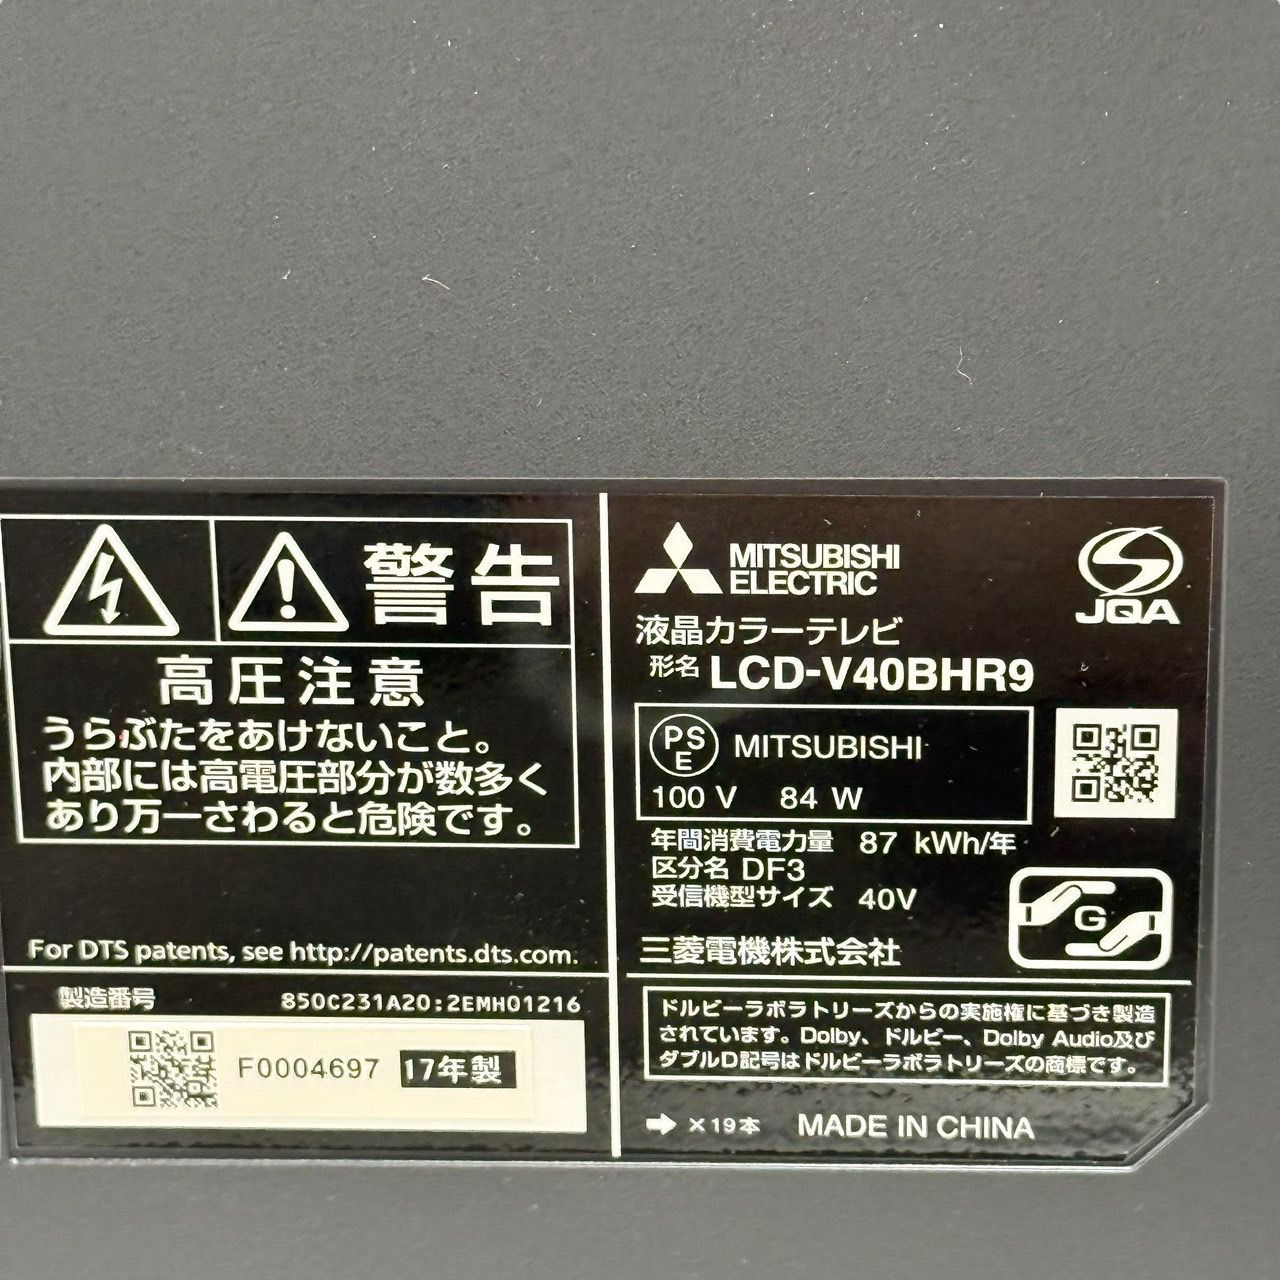 警告
高圧注意
うらぶたをあけないこと。
内部には高電圧部分が数多く
あり万一さわると危険です。
For DTS patents, see http://patents.dts.com.
製造番号 850C231A20:2EMH01216
F0004697 17年製
MITSUBISHI
ELECTRIC
JQA
液晶カラーテレビ
形名 LCD-V40BHR9
PSE MITSUBISHI
100 V 84 W
年間消費電力量 87 kWh/年
区分名 DF3
受信機型サイズ 40V
G
三菱電機株式会社
ドルビーラボラトリーズからの実施権に基づき製造
されています。Dolby、ドルビー、Dolby Audio及び
ダブルD記号はドルビーラボラトリーズの商標です。
➡ ×19本 MADE IN CHINA